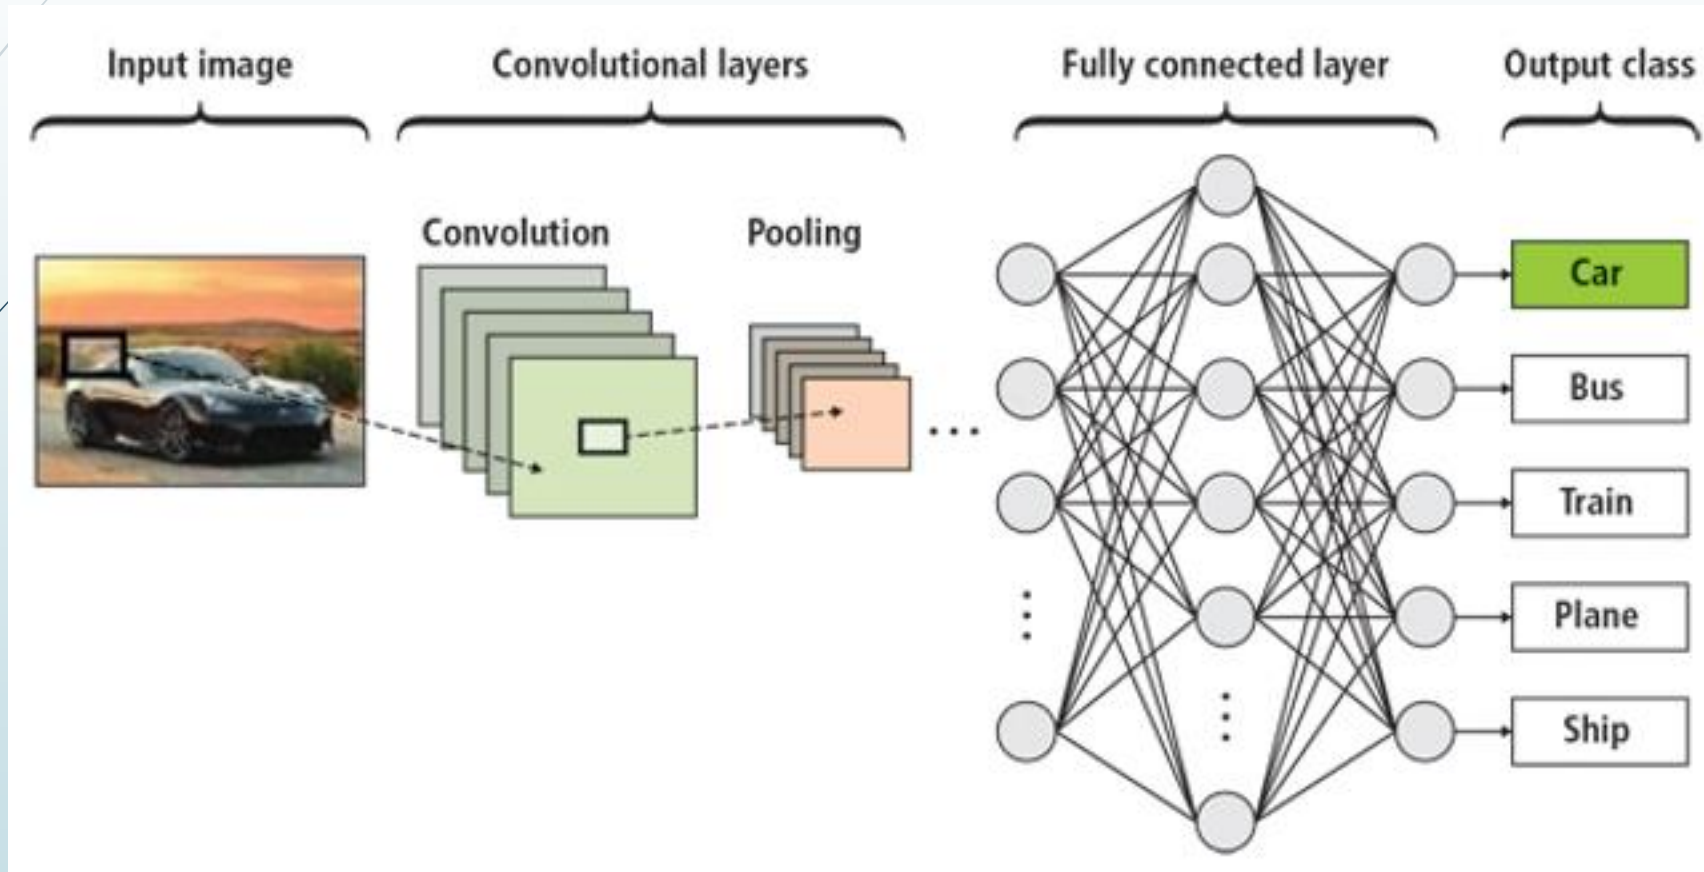 Input image
Convolutional layers
Fully connected layer
Output class
Convolution
Pooling
Car
Bus
Train
Plane
Ship